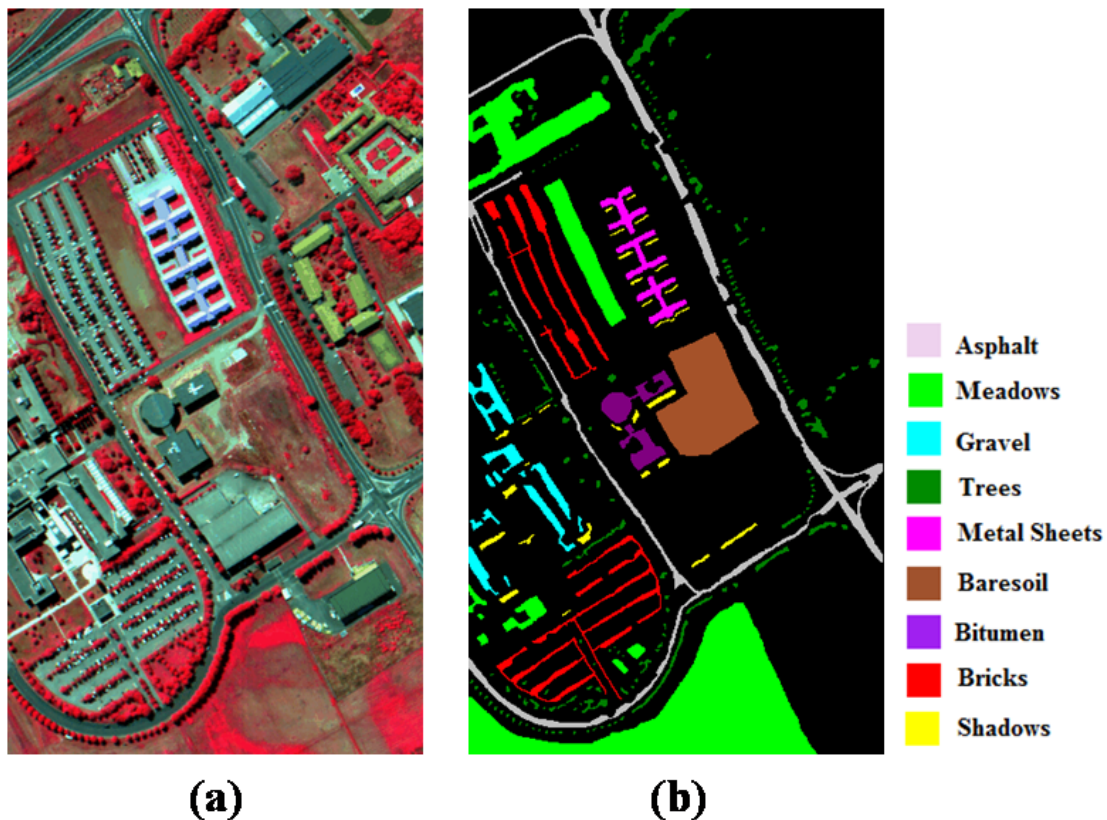 Asphalt
Meadows
Gravel
Trees
Metal Sheets
Baresoil
Bitumen
Bricks
Shadows
(a)
(b)